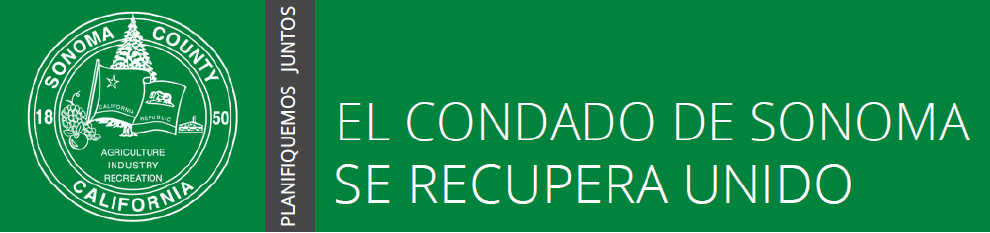 SONOMA COUNTY
18 50
CALIFORNIA
REPUBLIC
AGRICULTURE
INDUSTRY
RECREATION
CALIFORNIA
PLANIFIQUEMOS JUNTOS
EL CONDADO DE SONOMA
SE RECUPERA UNIDO